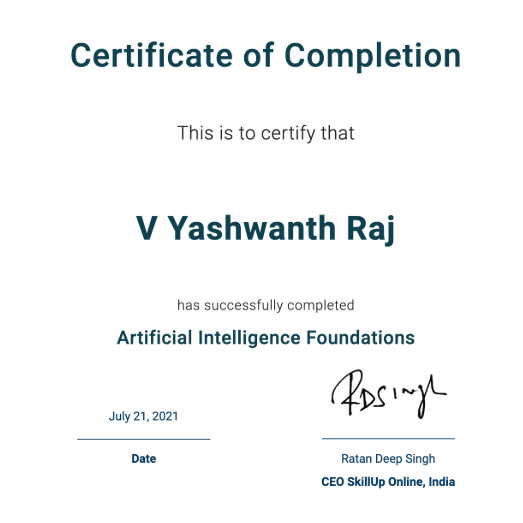 Certificate of Completion
This is to certify that
V Yashwanth Raj
has successfully completed
Artificial Intelligence Foundations
RDSingh
July 21, 2021
Date
Ratan Deep Singh
CEO SkillUp Online, India